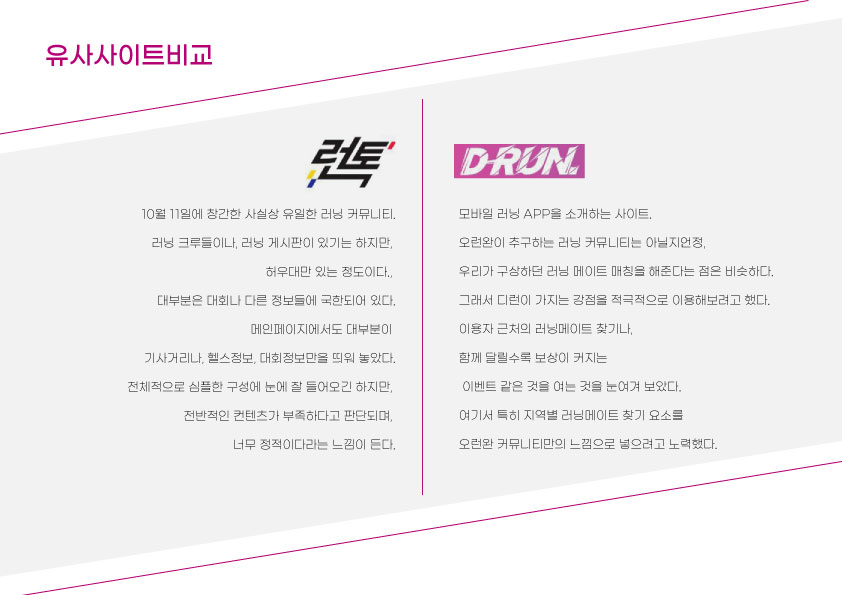 유사사이트비교
런톡
10월 11일에 창간한 사실상 유일한 러닝 커뮤니티.
러닝 크루들이나, 러닝 게시판이 있기는 하지만,
허우대만 있는 정도이다..
대부분은 대회나 다른 정보들에 국한되어 있다.
메인페이지에서도 대부분이
기사거리나, 헬스정보, 대회정보만을 띄워 놓았다.
전체적으로 심플한 구성에 눈에 잘 들어오긴 하지만,
전반적인 컨텐츠가 부족하다고 판단되며,
너무 정적이다라는 느낌이 든다.
D-RUN.
모바일 러닝 APP을 소개하는 사이트.
오런완이 추구하는 러닝 커뮤니티는 아닐지언정,
우리가 구상하던 러닝 메이트 매칭을 해준다는 점은 비슷하다.
그래서 디런이 가지는 강점을 적극적으로 이용해보려고 했다.
이용자 근처의 러닝메이트 찾기나,
함께 달릴수록 보상이 커지는
이벤트 같은 것을 여는 것을 눈여겨 보았다.
여기서 특히 지역별 러닝메이트 찾기 요소를
오런완 커뮤니티만의 느낌으로 넣으려고 노력했다.